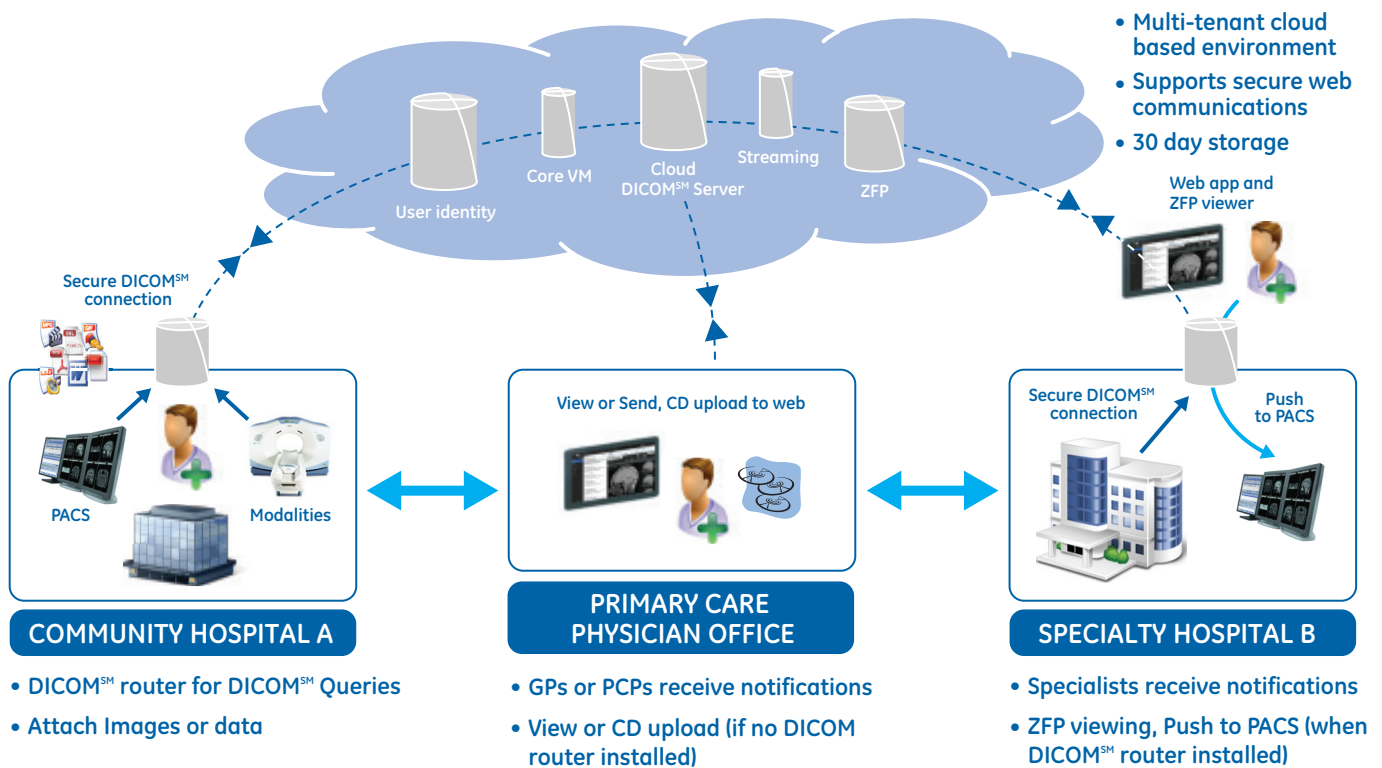 • Multi-tenant cloud
based environment
• Supports secure web
communications
• 30 day storage
User identity
Core VM
Cloud
DICOM℠ Server
Streaming
ZFP
Web app and
ZFP viewer
Secure DICOM℠
connection
PACS
Modalities
View or Send, CD upload to web
Secure DICOM℠
connection
Push
to PACS
COMMUNITY HOSPITAL A
• DICOM℠ router for DICOM℠ Queries
• Attach Images or data
PRIMARY CARE
PHYSICIAN OFFICE
• GPs or PCPs receive notifications
• View or CD upload (if no DICOM
router installed)
SPECIALTY HOSPITAL B
• Specialists receive notifications
• ZFP viewing, Push to PACS (when
DICOM℠ router installed)